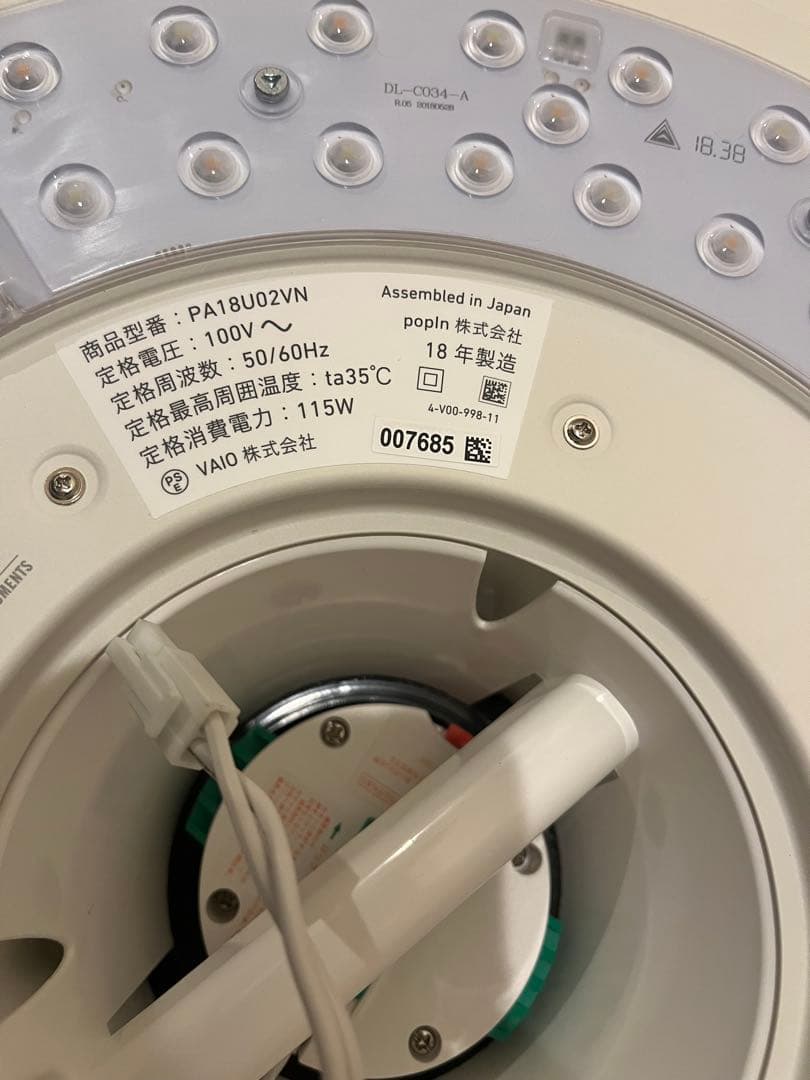 DL-C034-A
R.05 20180528
18.38
商品型番：PA18U02VN
定格電圧：100V～
定格周波数：50/60Hz
定格最高周囲温度：ta35℃
定格消費電力：115W
PSE VAIO 株式会社
Assembled in Japan
popIn 株式会社
18 年製造
4-V00-998-11
007685